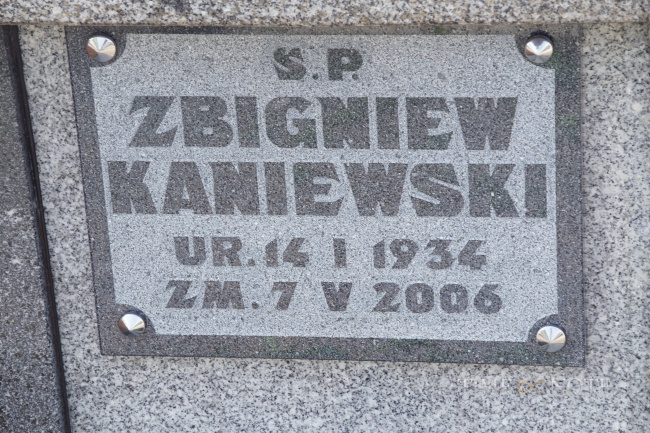 Ś.P.
ZBIGNIEW
KANIEWSKI
UR. 14 I 1934
ZM. 7 V 2006